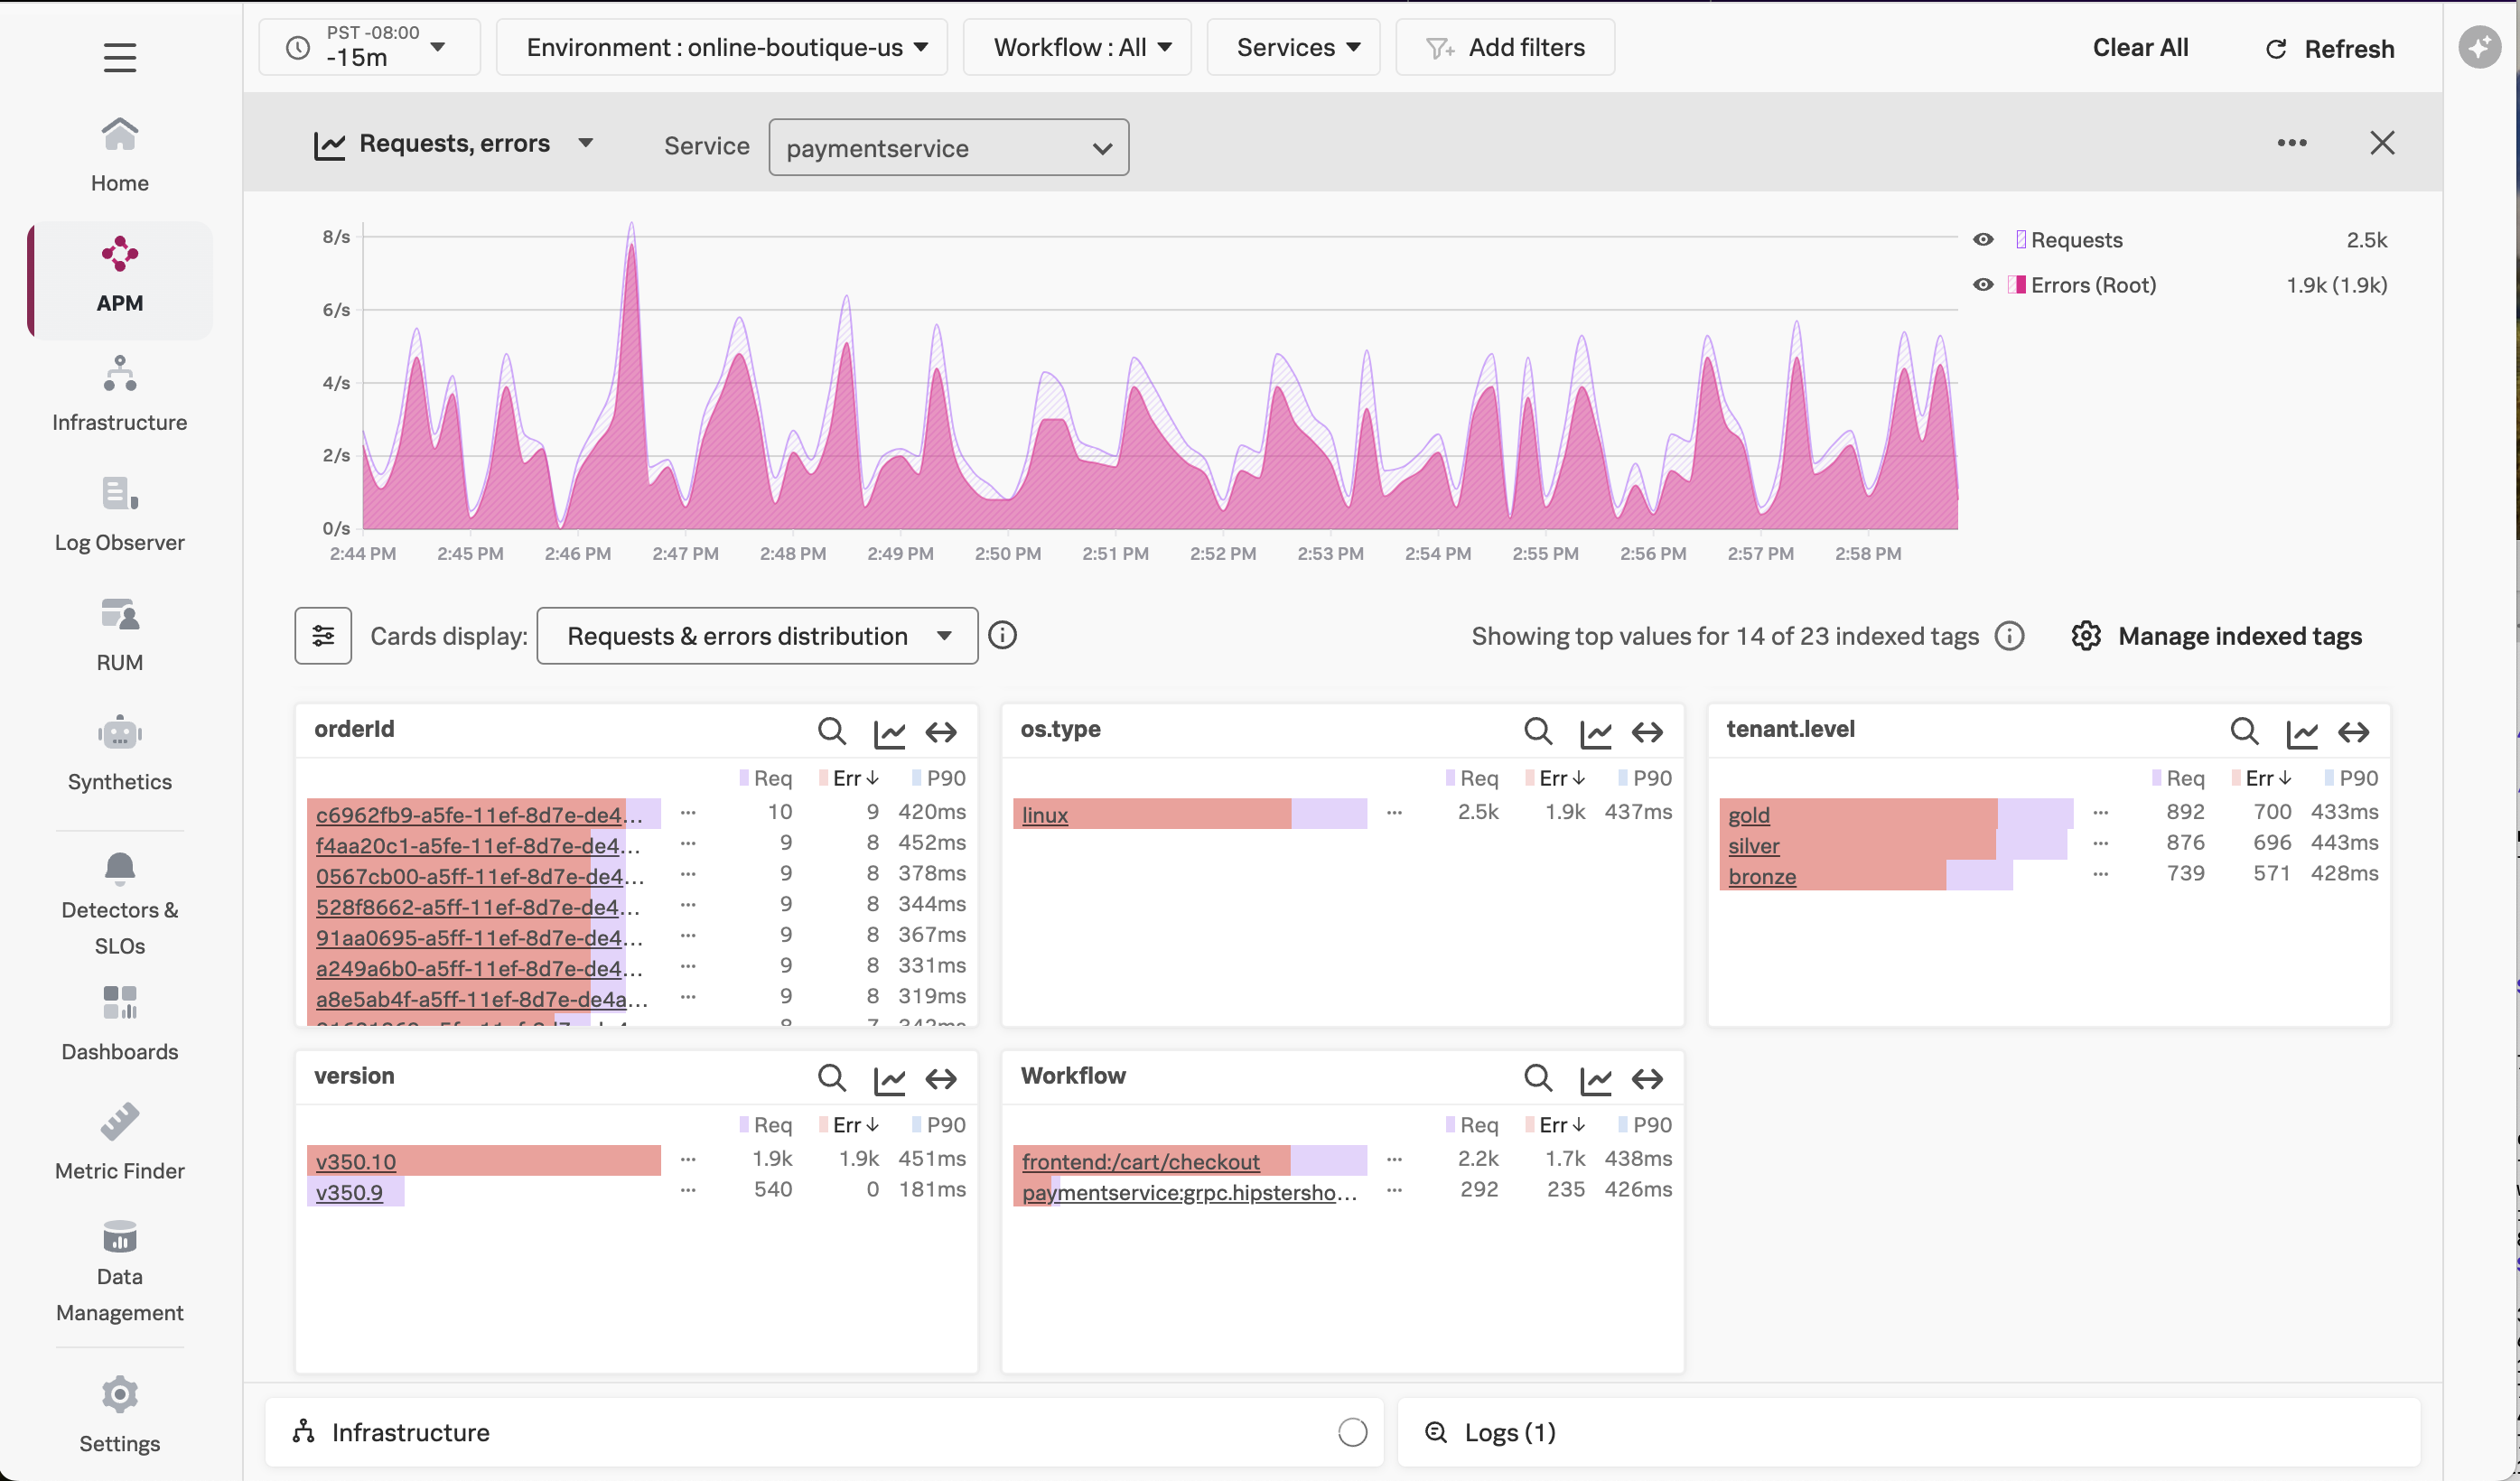 PST -08:00
-15m
Environment : online-boutique-us
Workflow : All
Services
Add filters
Clear All
Refresh
Home
APM
Infrastructure
Log Observer
RUM
Synthetics
Detectors &
SLOs
Dashboards
Metric Finder
Data
Management
Settings
Requests, errors
Service
paymentservice
8/s
6/s
4/s
2/s
0/s
2:44 PM 2:45 PM 2:46 PM 2:47 PM 2:48 PM 2:49 PM 2:50 PM 2:51 PM 2:52 PM 2:53 PM 2:54 PM 2:55 PM 2:56 PM 2:57 PM 2:58 PM
Requests 2.5k
Errors (Root) 1.9k (1.9k)
Cards display:
Requests & errors distribution
Showing top values for 14 of 23 indexed tags
Manage indexed tags
orderId
Req Err↓ P90
c6962fb9-a5fe-11ef-8d7e-de4... ... 10 9 420ms
f4aa20c1-a5fe-11ef-8d7e-de4... ... 9 8 452ms
0567cb00-a5ff-11ef-8d7e-de4... ... 9 8 378ms
528f8662-a5ff-11ef-8d7e-de4... ... 9 8 344ms
91aa0695-a5ff-11ef-8d7e-de4... ... 9 8 367ms
a249a6b0-a5ff-11ef-8d7e-de4... ... 9 8 331ms
a8e5ab4f-a5ff-11ef-8d7e-de4a... ... 9 8 319ms
os.type
Req Err↓ P90
linux ... 2.5k 1.9k 437ms
tenant.level
Req Err↓ P90
gold ... 892 700 433ms
silver ... 876 696 443ms
bronze ... 739 571 428ms
version
Req Err↓ P90
v350.10 ... 1.9k 1.9k 451ms
v350.9 ... 540 0 181ms
Workflow
Req Err↓ P90
frontend:/cart/checkout ... 2.2k 1.7k 438ms
paymentservice:grpc.hipstersho... ... 292 235 426ms
Infrastructure
Logs (1)